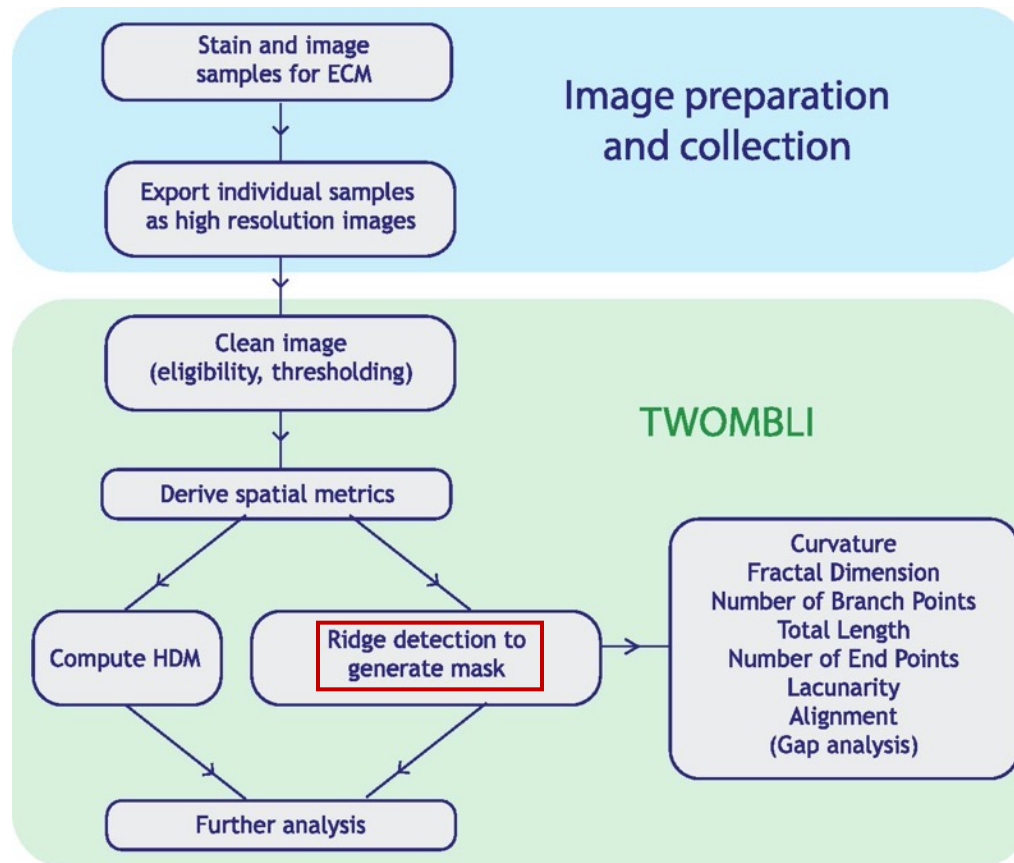 Stain and image
samples for ECM
Image preparation
and collection
Export individual samples
as high resolution images
Clean image
(eligibility, thresholding)
TWOMBLI
Derive spatial metrics
Compute HDM
Ridge detection to
generate mask
Curvature
Fractal Dimension
Number of Branch Points
Total Length
Number of End Points
Lacunarity
Alignment
(Gap analysis)
Further analysis